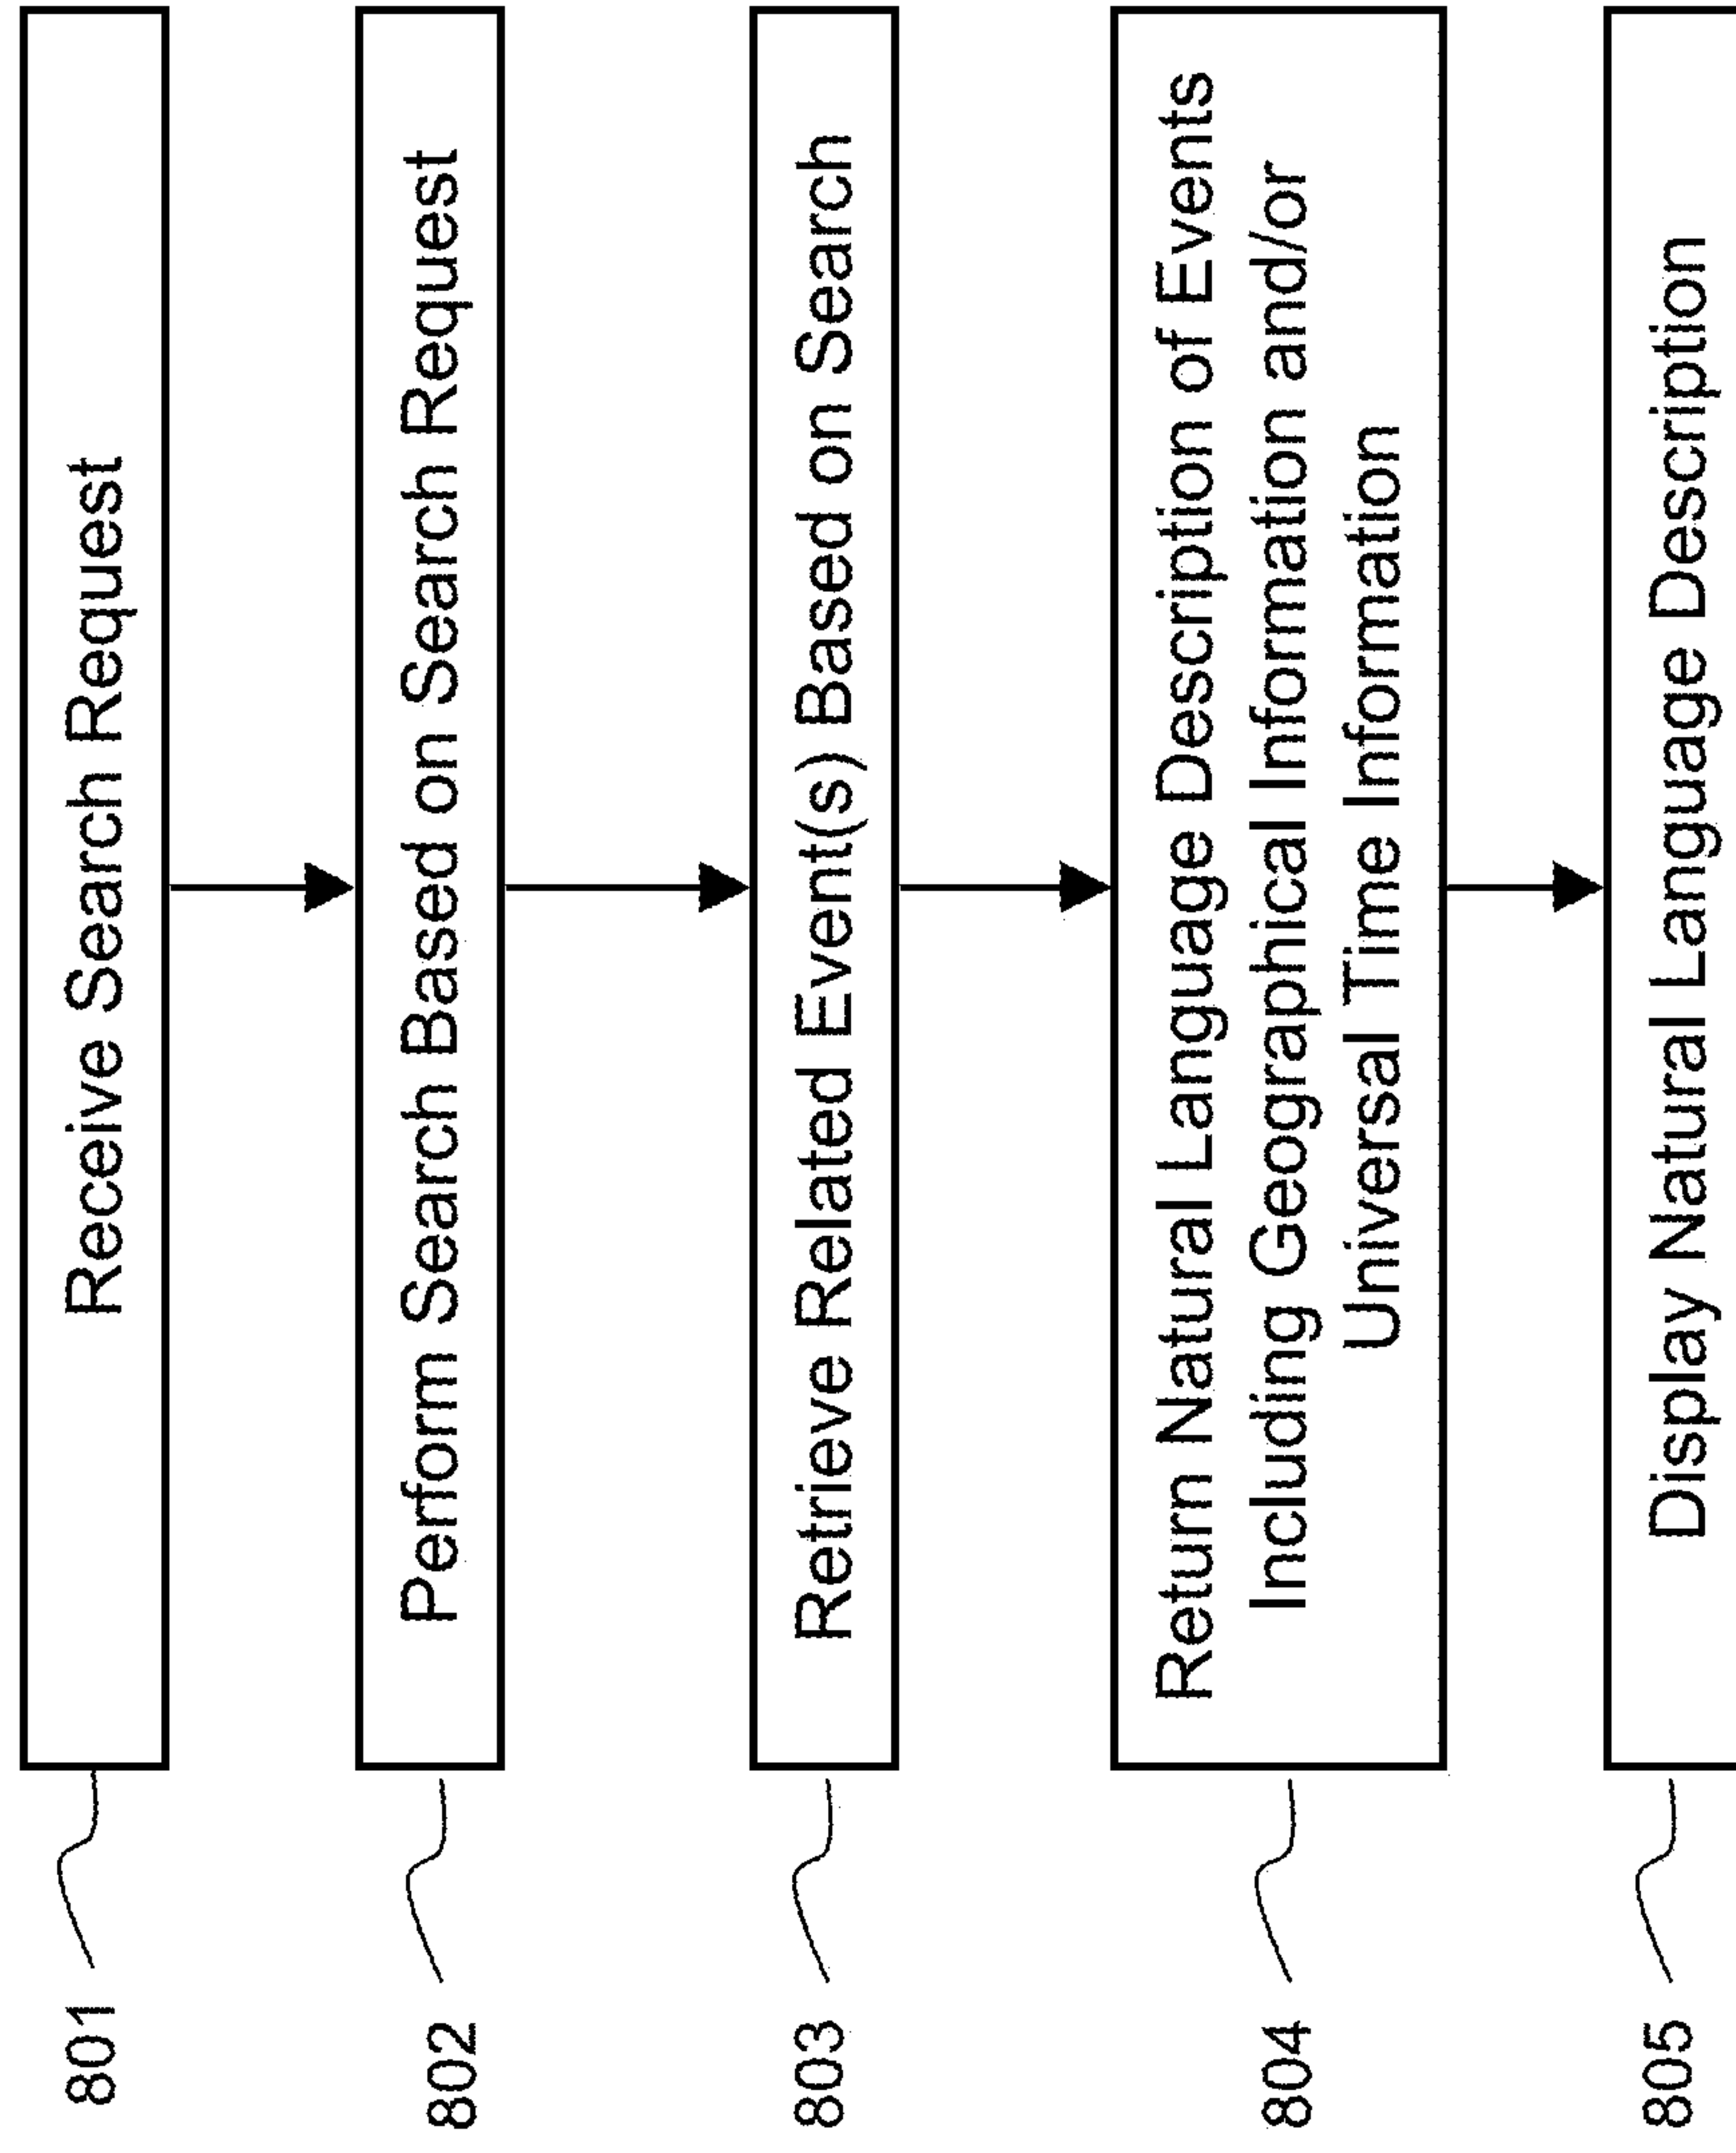 801
Receive Search Request
802
Perform Search Based on Search Request
803
Retrieve Related Event(s) Based on Search
804
Return Natural Language Description of Events
Including Geographical Information and/or
Universal Time Information
805
Display Natural Language Description